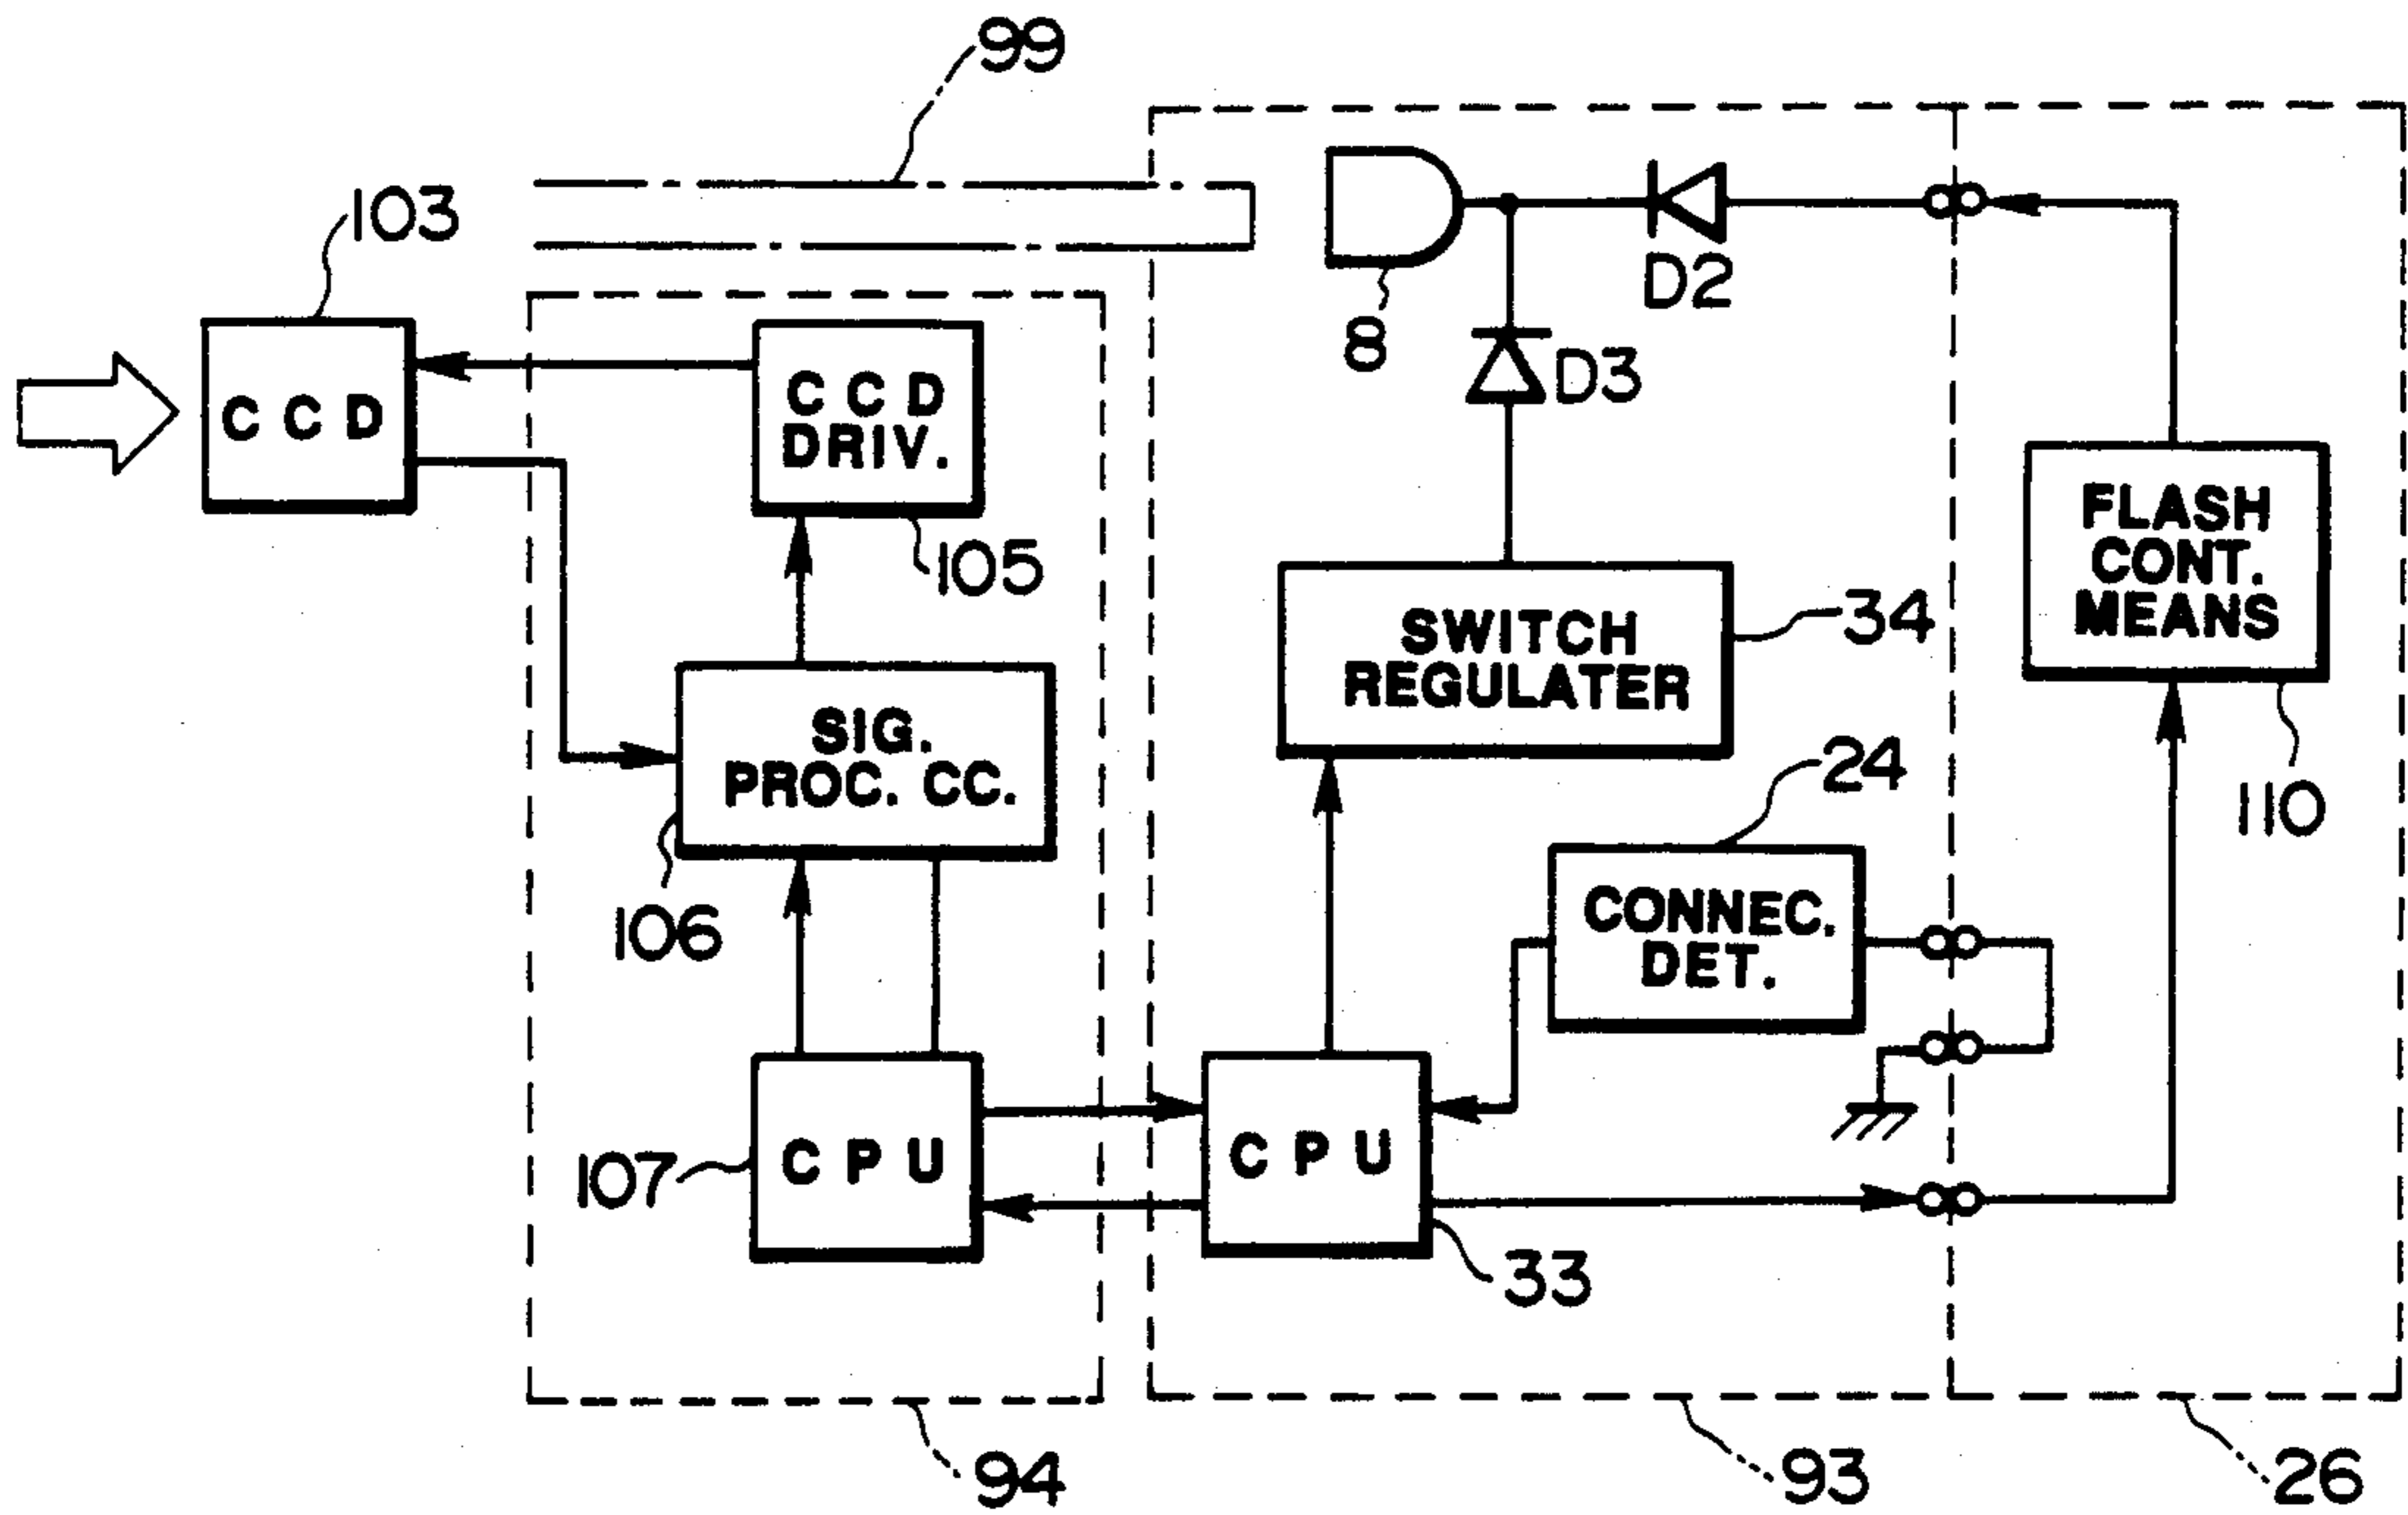 99
103
C C D
C C D
DRIV.
105
8
D2
D3
SWITCH
REGULATER
34
FLASH
CONT.
MEANS
110
SIG.
PROC. CC.
106
24
CONNEC.
DET.
107
C P U
C P U
33
94
93
26